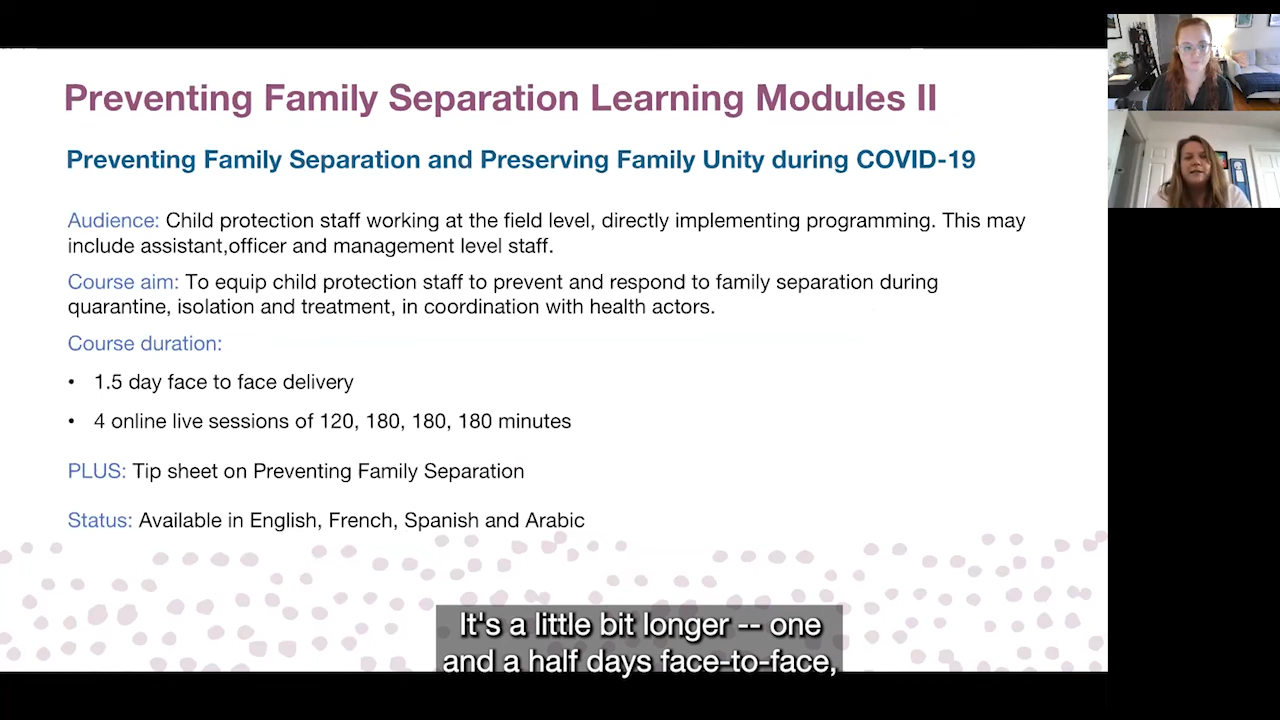 Preventing Family Separation Learning Modules II
Preventing Family Separation and Preserving Family Unity during COVID-19
Audience: Child protection staff working at the field level, directly implementing programming. This may
include assistant,officer and management level staff.
Course aim: To equip child protection staff to prevent and respond to family separation during
quarantine, isolation and treatment, in coordination with health actors.
Course duration:
• 1.5 day face to face delivery
• 4 online live sessions of 120, 180, 180, 180 minutes
PLUS: Tip sheet on Preventing Family Separation
Status: Available in English, French, Spanish and Arabic
It's a little bit longer -- one
and a half days face-to-face,